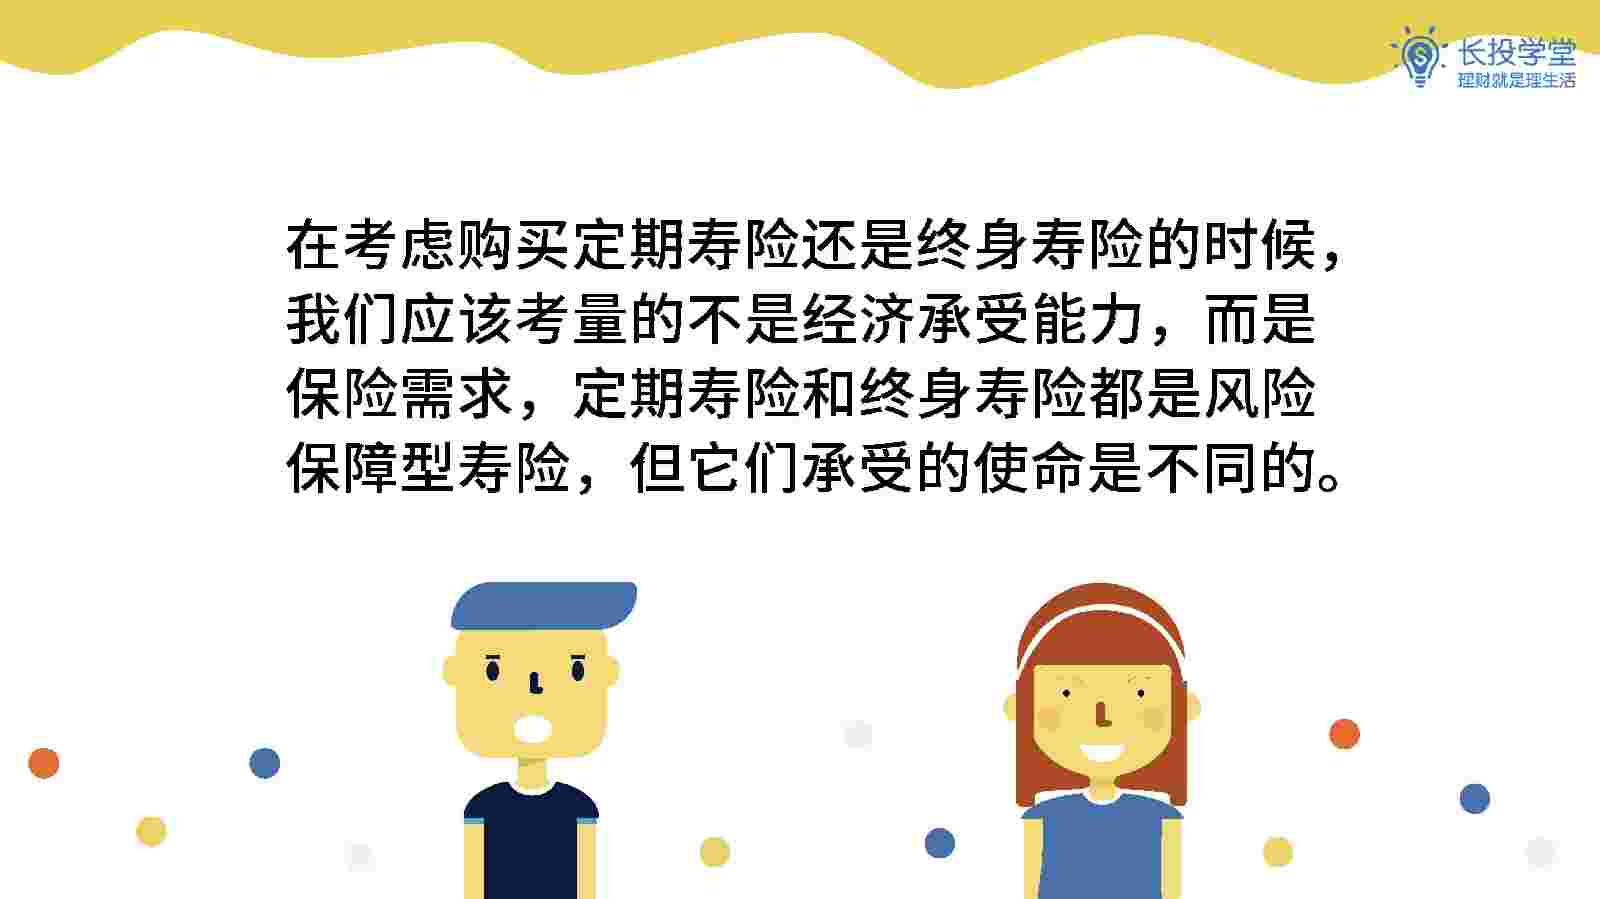 长投学堂
理财就是理生活
在考虑购买定期寿险还是终身寿险的时候，
我们应该考量的不是经济承受能力，而是
保险需求，定期寿险和终身寿险都是风险
保障型寿险，但它们承受的使命是不同的。